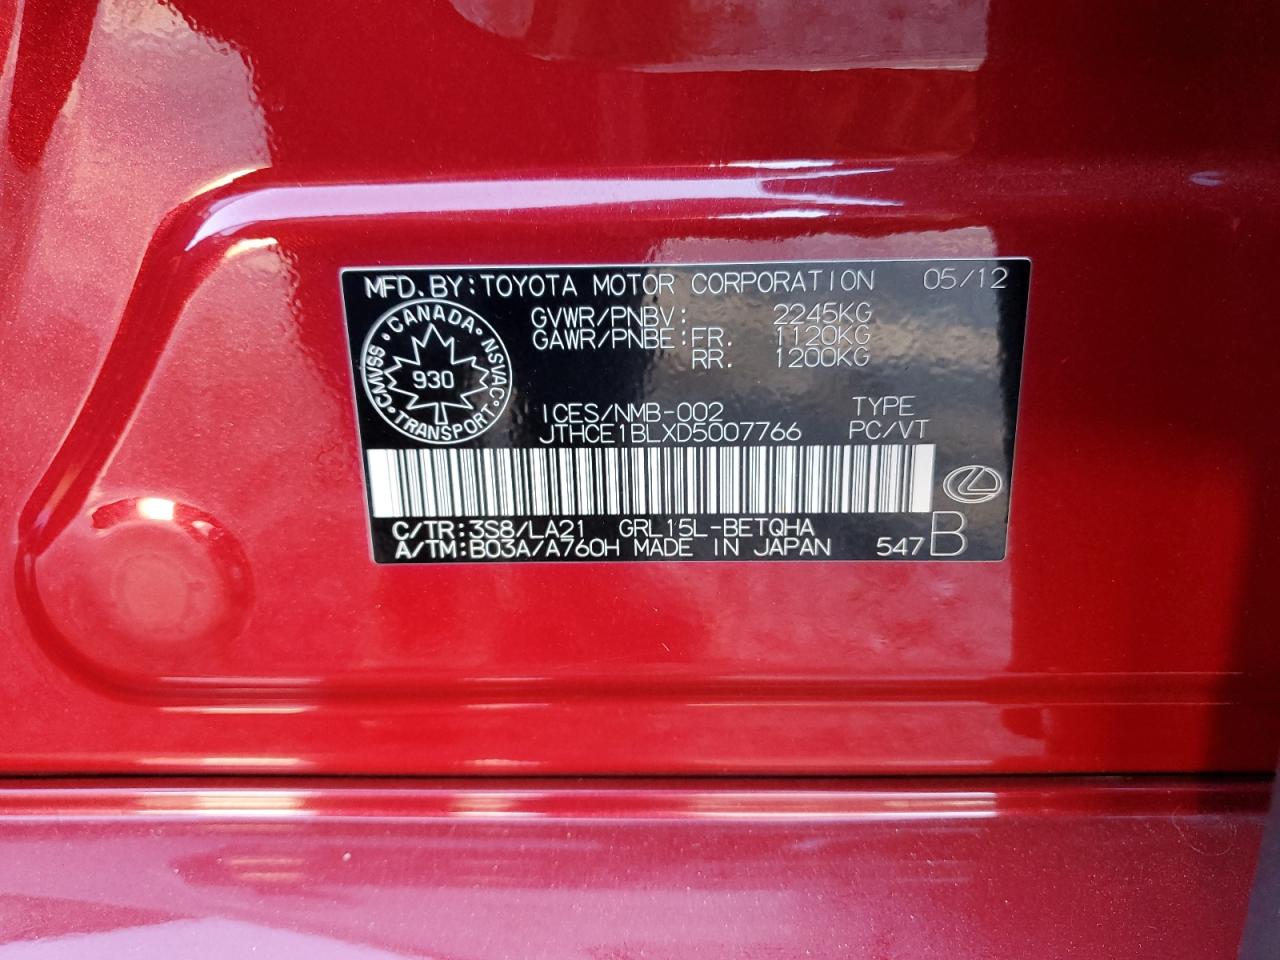 MFD.BY:TOYOTA MOTOR CORPORATION 05/12
GVWR/PNBV: 2245KG
GAWR/PNBE:FR. 1120KG
RR. 1200KG
CANADA
NSVAC
TRANSPORT
CMVSS
930
ICES/NMB-002 TYPE
JTHCE1BLXD5007766 PC/VT
C/TR:3S8/LA21 GRL15L-BETQHA
A/TM:B03A/A760H MADE IN JAPAN 547 B